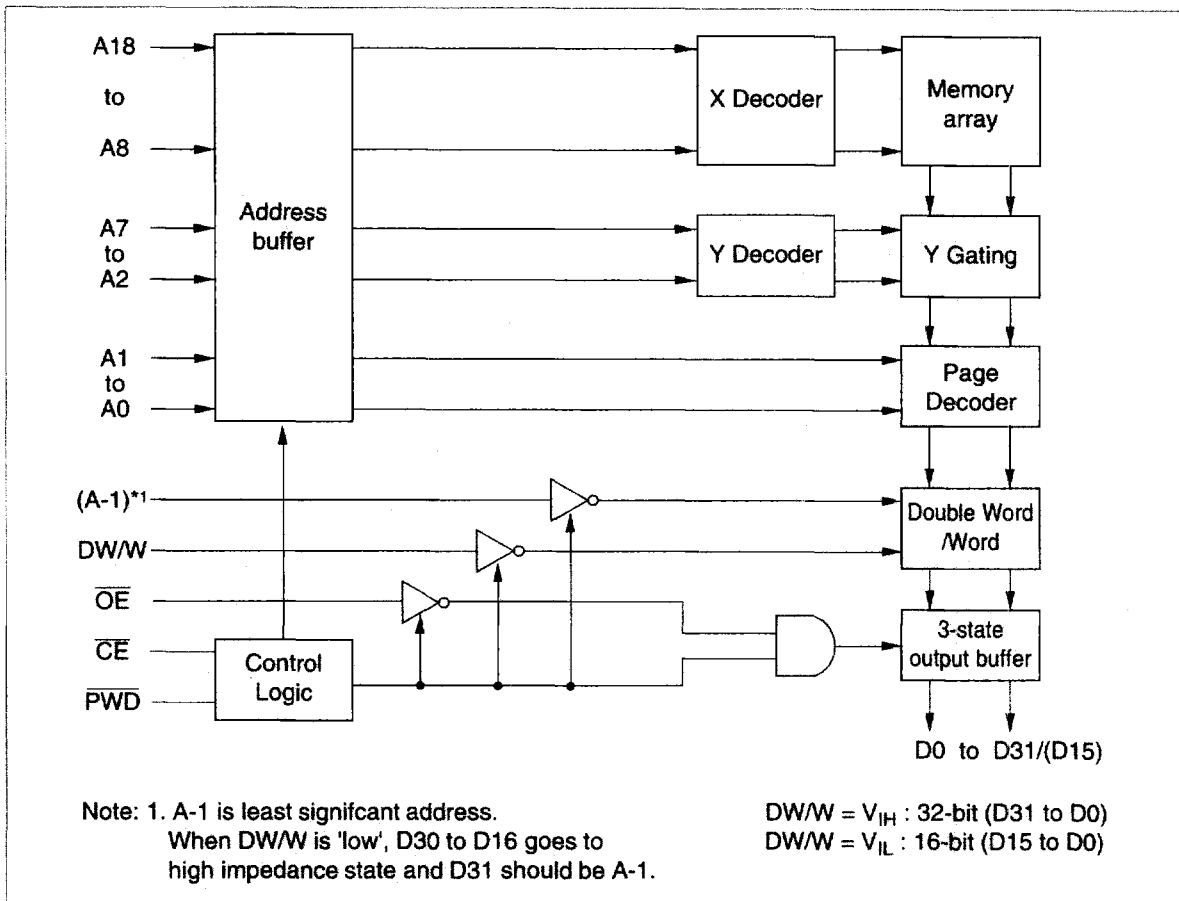 A18
to
A8
A7
to
A2
A1
to
A0
(A-1)*1
DW/W
OE
CE
PWD
Address
buffer
Control
Logic
X Decoder
Y Decoder
Memory
array
Y Gating
Page
Decoder
Double Word
/Word
3-state
output buffer
D0 to D31/(D15)
Note: 1. A-1 is least signifcant address.
When DW/W is 'low', D30 to D16 goes to
high impedance state and D31 should be A-1.
DW/W = VIH : 32-bit (D31 to D0)
DW/W = VIL : 16-bit (D15 to D0)